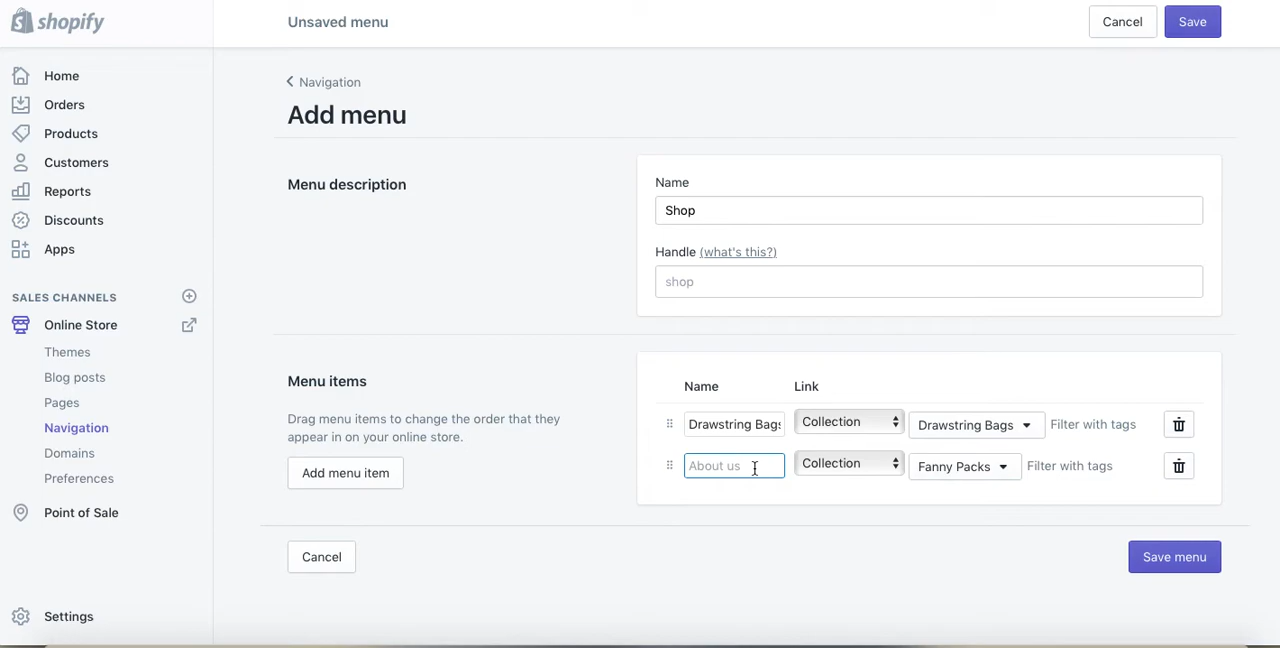 shopify
Unsaved menu
Cancel
Save
Home
Orders
Products
Customers
Reports
Discounts
Apps
SALES CHANNELS
Online Store
Themes
Blog posts
Pages
Navigation
Domains
Preferences
Point of Sale
Settings
Navigation
Add menu
Menu description
Name
Shop
Handle (what's this?)
shop
Menu items
Drag menu items to change the order that they
appear in on your online store.
Add menu item
Name Link
Drawstring Bags Collection Drawstring Bags Filter with tags
About us Collection Fanny Packs Filter with tags
Cancel
Save menu